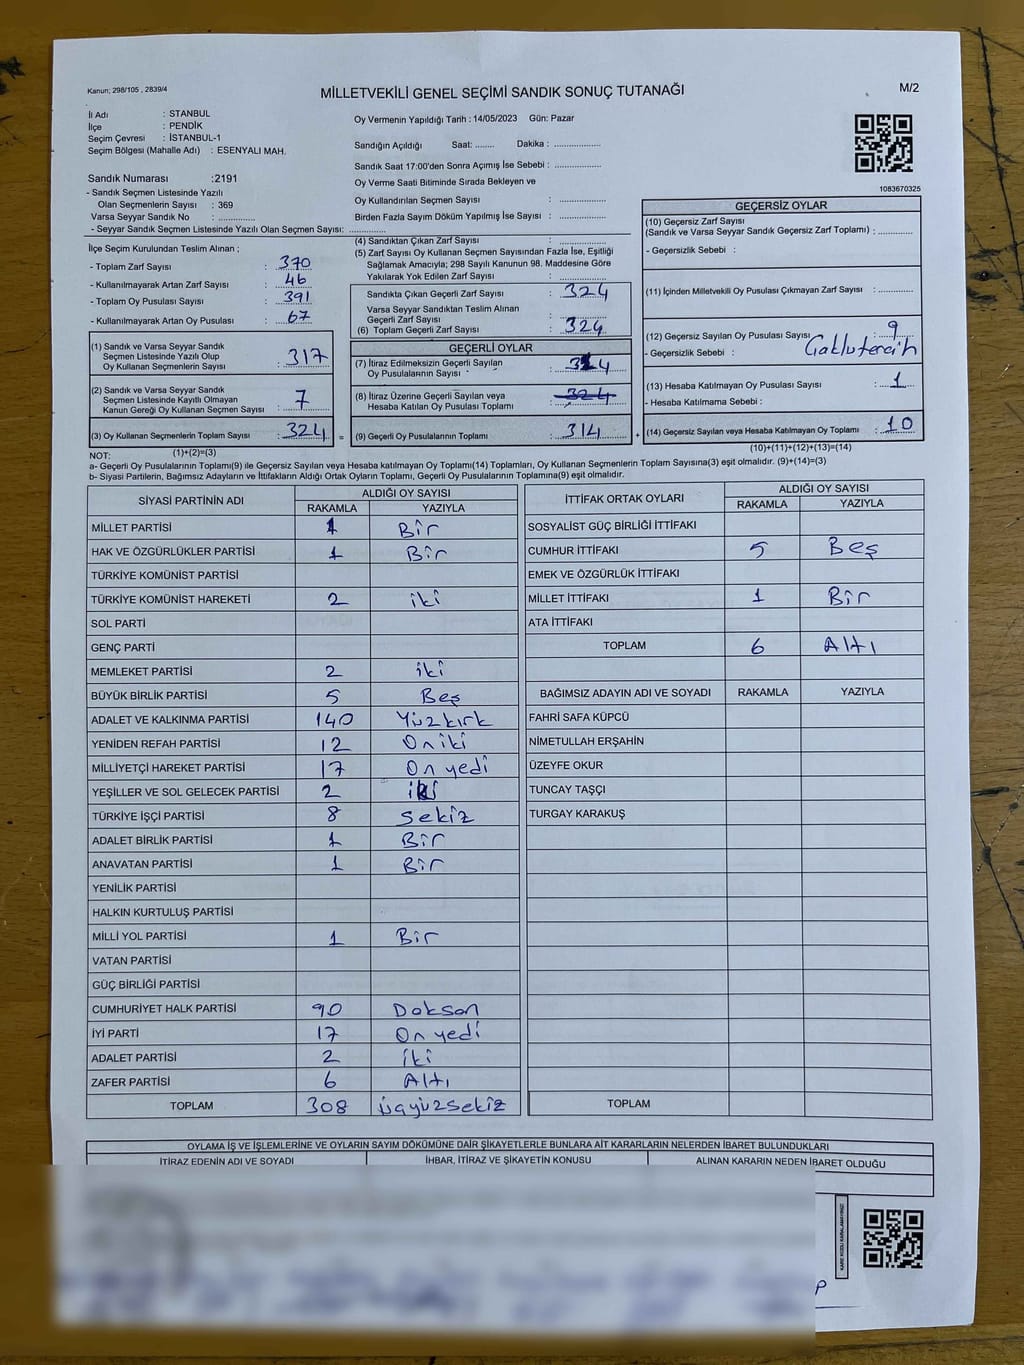 Kanun; 298/105 , 2839/4
MİLLETVEKİLİ GENEL SEÇİMİ SANDIK SONUÇ TUTANAĞI
M/2
İl Adı : STANBUL
İlçe : PENDİK
Seçim Çevresi : İSTANBUL-1
Seçim Bölgesi (Mahalle Adı) : ESENYALI MAH.
Oy Vermenin Yapıldığı Tarih : 14/05/2023 Gün: Pazar
Sandığın Açıldığı Saat: ........ Dakika : ..............
Sandık Saat 17:00'den Sonra Açımış İse Sebebi : ..............
Oy Verme Saati Bitiminde Sırada Bekleyen ve
Oy Kullandırılan Seçmen Sayısı : ..............
Birden Fazla Sayım Döküm Yapılmış İse Sayısı : ..............
1083670325
Sandık Numarası :2191
- Sandık Seçmen Listesinde Yazılı
Olan Seçmenlerin Sayısı : 369
Varsa Seyyar Sandık No : ..............
- Seyyar Sandık Seçmen Listesinde Yazılı Olan Seçmen Sayısı: ..............
İlçe Seçim Kurulundan Teslim Alınan ;
- Toplam Zarf Sayısı : 370
- Kullanılmayarak Artan Zarf Sayısı : 46
- Toplam Oy Pusulası Sayısı : 391
- Kullanılmayarak Artan Oy Pusulası : 67
(1) Sandık ve Varsa Seyyar Sandık
Seçmen Listesinde Yazılı Olup
Oy Kullanan Seçmenlerin Sayısı : 317
(2) Sandık ve Varsa Seyyar Sandık
Seçmen Listesinde Kayıtlı Olmayan
Kanun Gereği Oy Kullanan Seçmen Sayısı : 7
(3) Oy Kullanan Seçmenlerin Toplam Sayısı : 324 =
(1)+(2)=(3)
(4) Sandıktan Çıkan Zarf Sayısı : ..............
(5) Zarf Sayısı Oy Kullanan Seçmen Sayısından Fazla İse, Eşitliği
Sağlamak Amacıyla; 298 Sayılı Kanunun 98. Maddesine Göre
Yakılarak Yok Edilen Zarf Sayısı : ..............
Sandıkta Çıkan Geçerli Zarf Sayısı : 324
Varsa Seyyar Sandıktan Teslim Alınan
Geçerli Zarf Sayısı : ..............
(6) Toplam Geçerli Zarf Sayısı : 324
GEÇERLİ OYLAR
(7) İtiraz Edilmeksizin Geçerli Sayılan
Oy Pusulalarının Sayısı : 314
(8) İtiraz Üzerine Geçerli Sayılan veya
Hesaba Katılan Oy Pusulası Toplamı : 324
(9) Geçerli Oy Pusulalarının Toplamı : 314 +
GEÇERSİZ OYLAR
(10) Geçersiz Zarf Sayısı
(Sandık ve Varsa Seyyar Sandık Geçersiz Zarf Toplamı) : ..............
- Geçersizlik Sebebi :
(11) İçinden Milletvekili Oy Pusulası Çıkmayan Zarf Sayısı : ..............
(12) Geçersiz Sayılan Oy Pusulası Sayısı : 9
- Geçersizlik Sebebi :
(13) Hesaba Katılmayan Oy Pusulası Sayısı : 1
- Hesaba Katılmama Sebebi :
(14) Geçersiz Sayılan veya Hesaba Katılmayan Oy Toplamı : 10
(10)+(11)+(12)+(13)=(14)
NOT:
a- Geçerli Oy Pusulalarının Toplamı(9) ile Geçersiz Sayılan veya Hesaba katılmayan Oy Toplamı(14) Toplamları, Oy Kullanan Seçmenlerin Toplam Sayısına(3) eşit olmalıdır. (9)+(14)=(3)
b- Siyasi Partilerin, Bağımsız Adayların ve İttifakların Aldığı Ortak Oyların Toplamı, Geçerli Oy Pusulalarının Toplamına(9) eşit olmalıdır.
SİYASİ PARTİNİN ADI ALDIĞI OY SAYISI
RAKAMLA YAZIYLA
MİLLET PARTİSİ 1 Bir
HAK VE ÖZGÜRLÜKLER PARTİSİ 1 Bir
TÜRKİYE KOMÜNİST PARTİSİ
TÜRKİYE KOMÜNİST HAREKETİ 2 iki
SOL PARTİ
GENÇ PARTİ
MEMLEKET PARTİSİ 2 iki
BÜYÜK BİRLİK PARTİSİ 5 Beş
ADALET VE KALKINMA PARTİSİ 140 Yüzkırk
YENİDEN REFAH PARTİSİ 12 Oniki
MİLLİYETÇİ HAREKET PARTİSİ 17 On yedi
YEŞİLLER VE SOL GELECEK PARTİSİ 2 iki
TÜRKİYE İŞÇİ PARTİSİ 8 Sekiz
ADALET BİRLİK PARTİSİ 1 Bir
ANAVATAN PARTİSİ 1 Bir
YENİLİK PARTİSİ
HALKIN KURTULUŞ PARTİSİ
MİLLİ YOL PARTİSİ 1 Bir
VATAN PARTİSİ
GÜÇ BİRLİĞİ PARTİSİ
CUMHURİYET HALK PARTİSİ 90 Doksan
İYİ PARTİ 17 On yedi
ADALET PARTİSİ 2 iki
ZAFER PARTİSİ 6 Altı
TOPLAM 308 üçyüzsekiz
İTTİFAK ORTAK OYLARI ALDIĞI OY SAYISI
RAKAMLA YAZIYLA
SOSYALİST GÜÇ BİRLİĞİ İTTİFAKI
CUMHUR İTTİFAKI 5 Beş
EMEK VE ÖZGÜRLÜK İTTİFAKI
MİLLET İTTİFAKI 1 Bir
ATA İTTİFAKI
TOPLAM 6 Altı
BAĞIMSIZ ADAYIN ADI VE SOYADI RAKAMLA YAZIYLA
FAHRİ SAFA KÜPCÜ
NİMETULLAH ERŞAHİN
ÜZEYFE OKUR
TUNCAY TAŞÇI
TURGAY KARAKUŞ
TOPLAM
OYLAMA İŞ VE İŞLEMLERİNE VE OYLARIN SAYIM DÖKÜMÜNE DAİR ŞİKAYETLERLE BUNLARA AİT KARARLARIN NELERDEN İBARET BULUNDUKLARI
İTİRAZ EDENİN ADI VE SOYADI İHBAR, İTİRAZ VE ŞİKAYETİN KONUSU ALINAN KARARIN NEDEN İBARET OLDUĞU
KARE KODU KARALAMAYINIZ